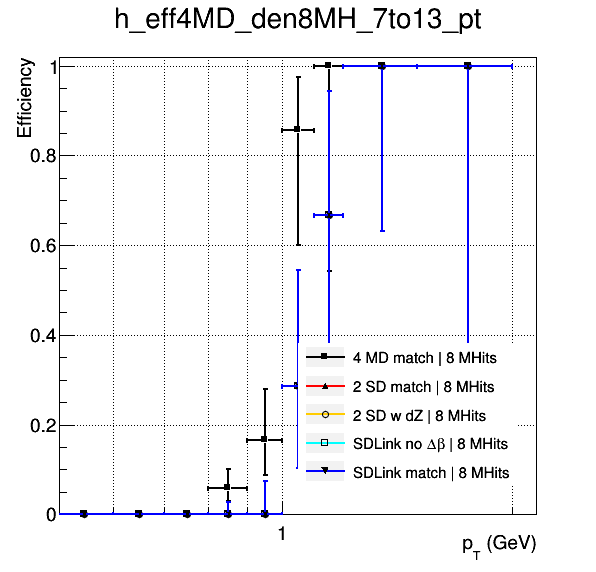 h_eff4MD_den8MH_7to13_pt
Efficiency
1
0.8
0.6
0.4
0.2
0
4 MD match | 8 MHits
2 SD match | 8 MHits
2 SD w dZ | 8 MHits
SDLink no Δβ | 8 MHits
SDLink match | 8 MHits
1
p_T (GeV)